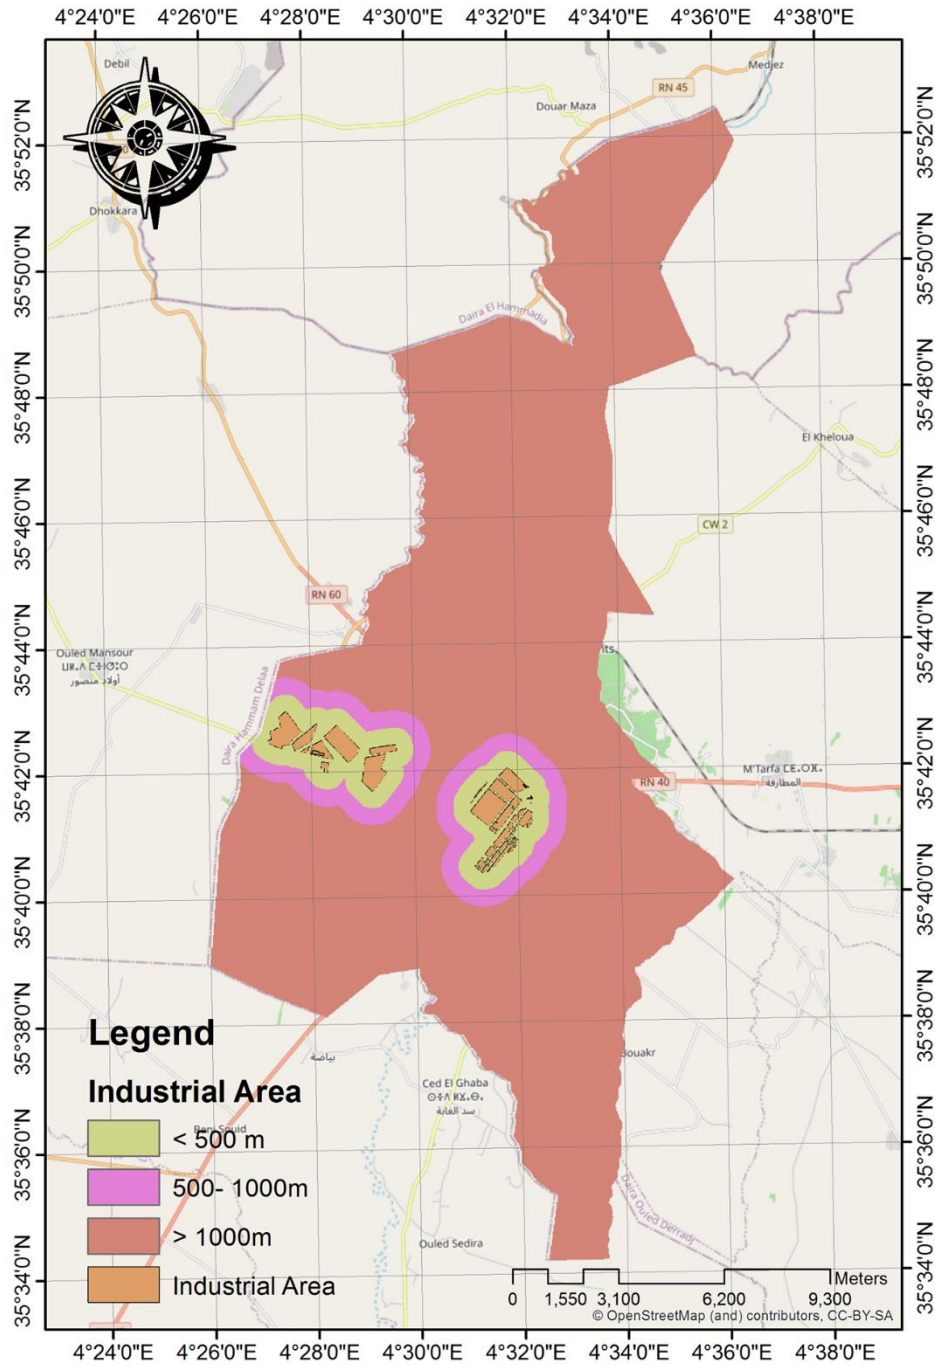 4°24'0"E 4°26'0"E 4°28'0"E 4°30'0"E 4°32'0"E 4°34'0"E 4°36'0"E 4°38'0"E
Debil
Medjez
RN 45
Douar Maza
35°52'0"N 35°52'0"N
Dhokkara
35°50'0"N 35°50'0"N
Daira El Hammadia
35°48'0"N 35°48'0"N
El Kheloua
35°46'0"N 35°46'0"N
CW 2
RN 60
35°44'0"N 35°44'0"N
Ouled Mansour
ⵡⵍ.ⴷ ⵎⵏⵚⵓⵔ
أولاد منصور
nts
Daira Hammam Delaa
35°42'0"N 35°42'0"N
M'Tarfa
المطارفة
RN 40
35°40'0"N 35°40'0"N
35°38'0"N 35°38'0"N
Legend
بياضة
Bouakr
Industrial Area
Ced El Ghaba
سد الغابة
35°36'0"N 35°36'0"N
Beni Souid
< 500 m
500- 1000m
Daira Ouled Derradj
> 1000m
Ouled Sedira
35°34'0"N 35°34'0"N
Industrial Area
Meters
0 1,550 3,100 6,200 9,300
© OpenStreetMap (and) contributors, CC-BY-SA
4°24'0"E 4°26'0"E 4°28'0"E 4°30'0"E 4°32'0"E 4°34'0"E 4°36'0"E